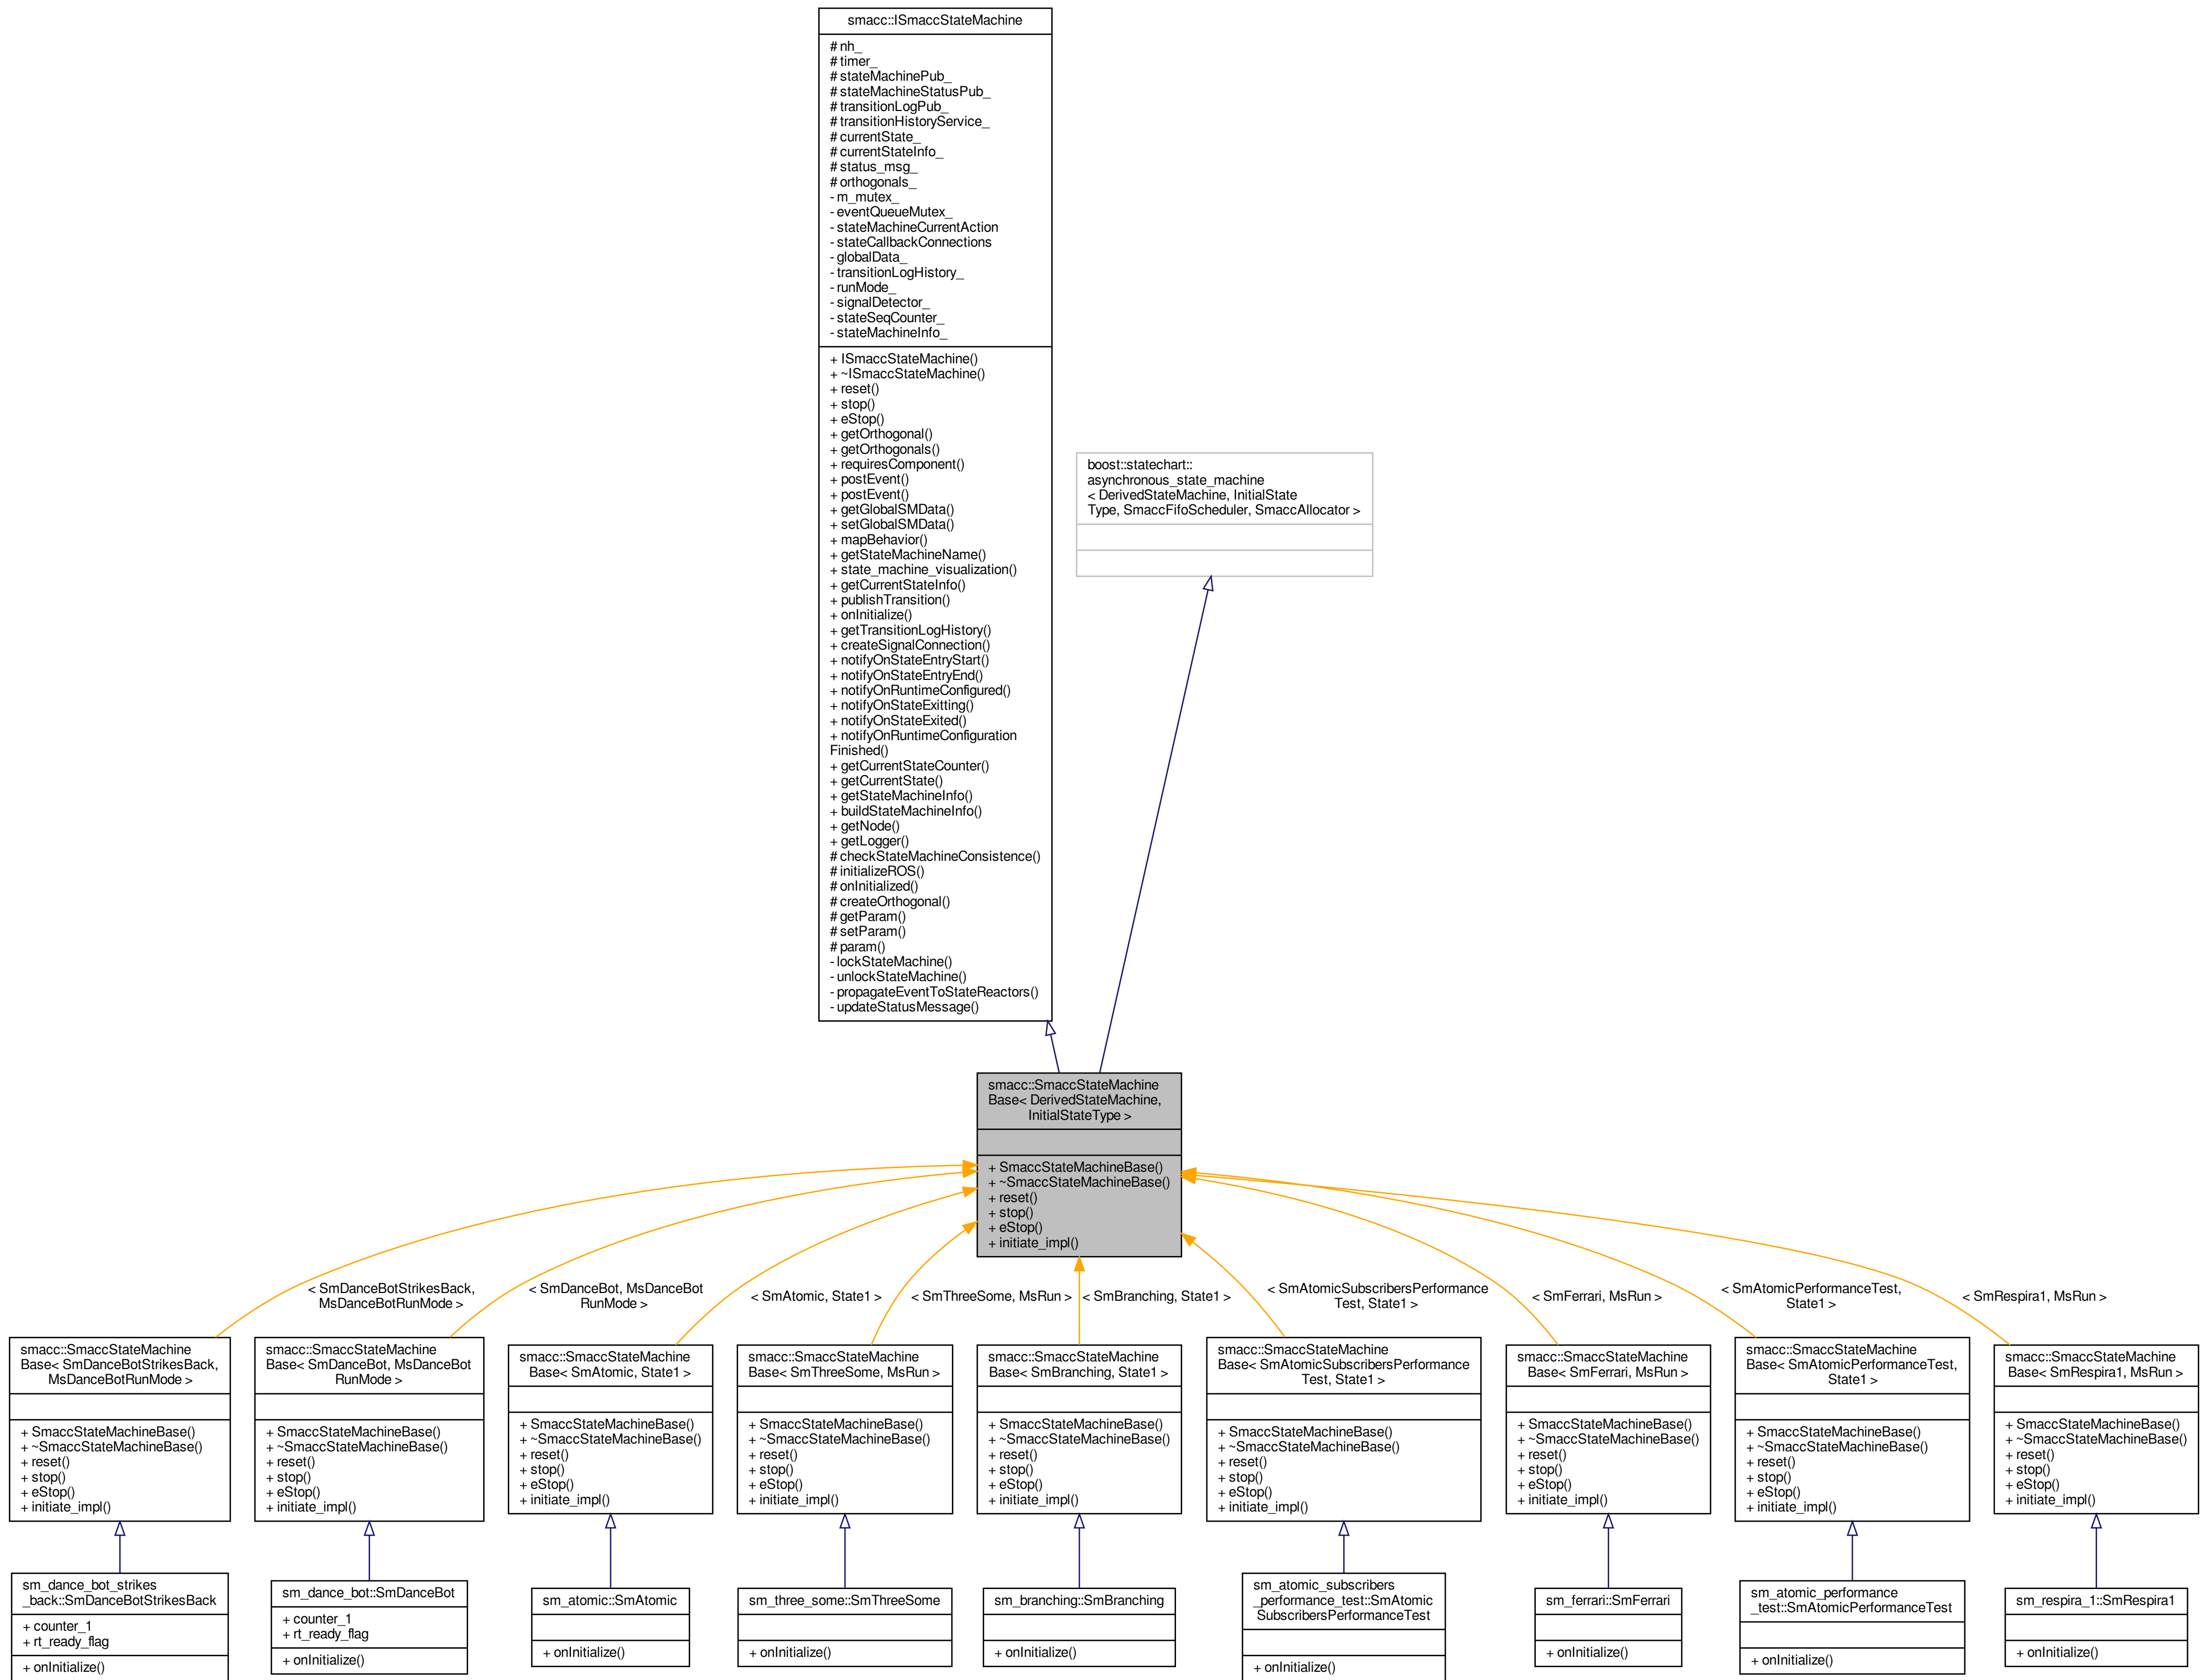 smacc::ISmaccStateMachine
# nh_
# timer_
# stateMachinePub_
# stateMachineStatusPub_
# transitionLogPub_
# transitionHistoryService_
# currentState_
# currentStateInfo_
# status_msg_
# orthogonals_
- m_mutex_
- eventQueueMutex_
- stateMachineCurrentAction
- stateCallbackConnections
- globalData_
- transitionLogHistory_
- runMode_
- signalDetector_
- stateSeqCounter_
- stateMachineInfo_
+ ISmaccStateMachine()
+ ~ISmaccStateMachine()
+ reset()
+ stop()
+ eStop()
+ getOrthogonal()
+ getOrthogonals()
+ requiresComponent()
+ postEvent()
+ postEvent()
+ getGlobalSMData()
+ setGlobalSMData()
+ mapBehavior()
+ getStateMachineName()
+ state_machine_visualization()
+ getCurrentStateInfo()
+ publishTransition()
+ onInitialize()
+ getTransitionLogHistory()
+ createSignalConnection()
+ notifyOnStateEntryStart()
+ notifyOnStateEntryEnd()
+ notifyOnRuntimeConfigured()
+ notifyOnStateExitting()
+ notifyOnStateExited()
+ notifyOnRuntimeConfiguration
Finished()
+ getCurrentStateCounter()
+ getCurrentState()
+ getStateMachineInfo()
+ buildStateMachineInfo()
+ getNode()
+ getLogger()
# checkStateMachineConsistence()
# initializeROS()
# onInitialized()
# createOrthogonal()
# getParam()
# setParam()
# param()
- lockStateMachine()
- unlockStateMachine()
- propagateEventToStateReactors()
- updateStatusMessage()
boost::statechart::
asynchronous_state_machine
< DerivedStateMachine, InitialState
Type, SmaccFifoScheduler, SmaccAllocator >
smacc::SmaccStateMachine
Base< DerivedStateMachine,
InitialStateType >
+ SmaccStateMachineBase()
+ ~SmaccStateMachineBase()
+ reset()
+ stop()
+ eStop()
+ initiate_impl()
< SmDanceBotStrikesBack,
MsDanceBotRunMode >
< SmDanceBot, MsDanceBot
RunMode >
< SmAtomic, State1 >
< SmThreeSome, MsRun >
< SmBranching, State1 >
< SmAtomicSubscribersPerformance
Test, State1 >
< SmFerrari, MsRun >
< SmAtomicPerformanceTest,
State1 >
< SmRespira1, MsRun >
smacc::SmaccStateMachine
Base< SmDanceBotStrikesBack,
MsDanceBotRunMode >
+ SmaccStateMachineBase()
+ ~SmaccStateMachineBase()
+ reset()
+ stop()
+ eStop()
+ initiate_impl()
smacc::SmaccStateMachine
Base< SmDanceBot, MsDanceBot
RunMode >
+ SmaccStateMachineBase()
+ ~SmaccStateMachineBase()
+ reset()
+ stop()
+ eStop()
+ initiate_impl()
smacc::SmaccStateMachine
Base< SmAtomic, State1 >
+ SmaccStateMachineBase()
+ ~SmaccStateMachineBase()
+ reset()
+ stop()
+ eStop()
+ initiate_impl()
smacc::SmaccStateMachine
Base< SmThreeSome, MsRun >
+ SmaccStateMachineBase()
+ ~SmaccStateMachineBase()
+ reset()
+ stop()
+ eStop()
+ initiate_impl()
smacc::SmaccStateMachine
Base< SmBranching, State1 >
+ SmaccStateMachineBase()
+ ~SmaccStateMachineBase()
+ reset()
+ stop()
+ eStop()
+ initiate_impl()
smacc::SmaccStateMachine
Base< SmAtomicSubscribersPerformance
Test, State1 >
+ SmaccStateMachineBase()
+ ~SmaccStateMachineBase()
+ reset()
+ stop()
+ eStop()
+ initiate_impl()
smacc::SmaccStateMachine
Base< SmFerrari, MsRun >
+ SmaccStateMachineBase()
+ ~SmaccStateMachineBase()
+ reset()
+ stop()
+ eStop()
+ initiate_impl()
smacc::SmaccStateMachine
Base< SmAtomicPerformanceTest,
State1 >
+ SmaccStateMachineBase()
+ ~SmaccStateMachineBase()
+ reset()
+ stop()
+ eStop()
+ initiate_impl()
smacc::SmaccStateMachine
Base< SmRespira1, MsRun >
+ SmaccStateMachineBase()
+ ~SmaccStateMachineBase()
+ reset()
+ stop()
+ eStop()
+ initiate_impl()
sm_dance_bot_strikes
_back::SmDanceBotStrikesBack
+ counter_1
+ rt_ready_flag
+ onInitialize()
sm_dance_bot::SmDanceBot
+ counter_1
+ rt_ready_flag
+ onInitialize()
sm_atomic::SmAtomic
+ onInitialize()
sm_three_some::SmThreeSome
+ onInitialize()
sm_branching::SmBranching
+ onInitialize()
sm_atomic_subscribers
_performance_test::SmAtomic
SubscribersPerformanceTest
+ onInitialize()
sm_ferrari::SmFerrari
+ onInitialize()
sm_atomic_performance
_test::SmAtomicPerformanceTest
+ onInitialize()
sm_respira_1::SmRespira1
+ onInitialize()